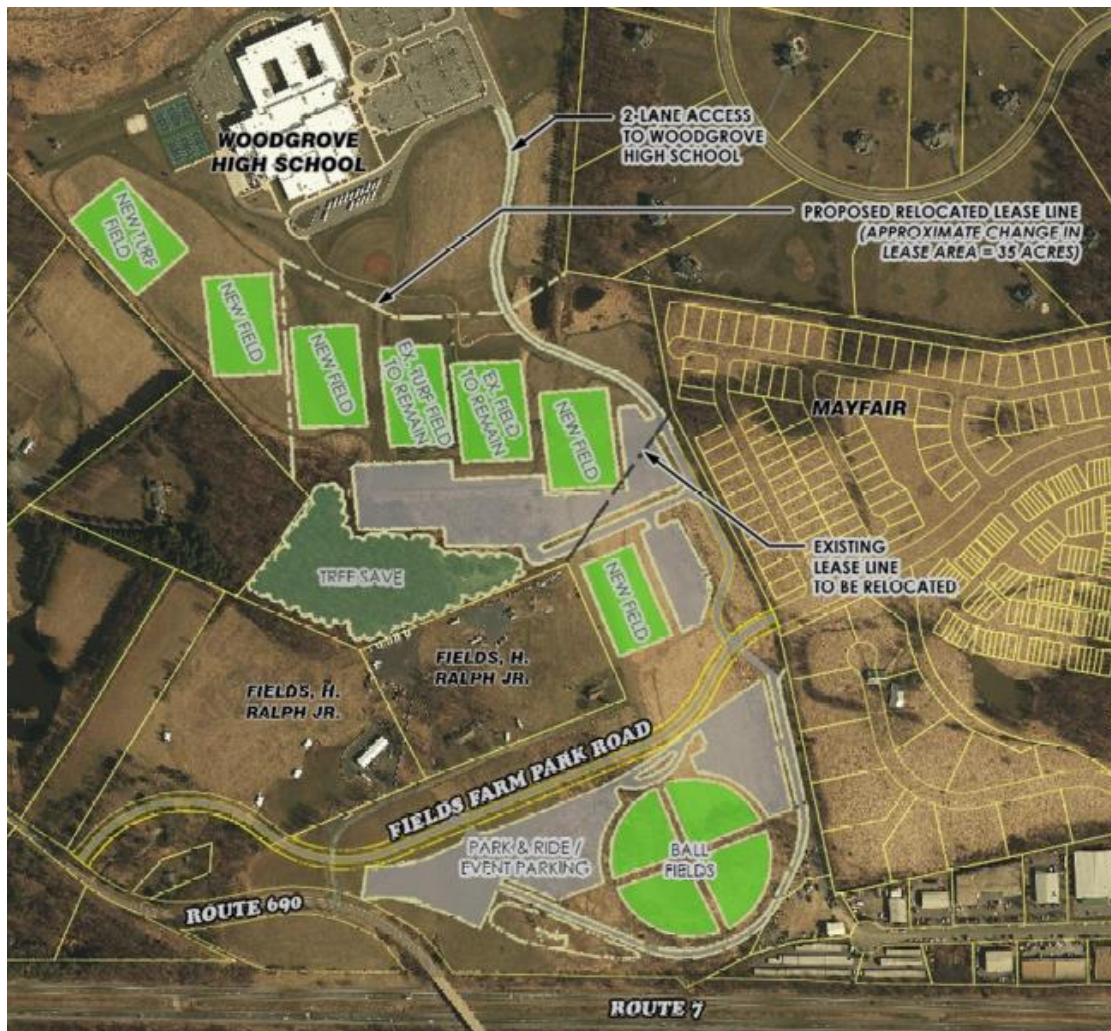 2-LANE ACCESS
TO WOODGROVE
HIGH SCHOOL
WOODGROVE
HIGH SCHOOL
PROPOSED RELOCATED LEASE LINE
(APPROXIMATE CHANGE IN
LEASE AREA = 35 ACRES)
NEW TURF
FIELD
NEW FIELD
NEW FIELD
EX. TURF FIELD
TO REMAIN
EX. FIELD
TO REMAIN
NEW FIELD
MAYFAIR
EXISTING
LEASE LINE
TO BE RELOCATED
TREE SAVE
NEW FIELD
FIELDS, H.
RALPH JR.
FIELDS, H.
RALPH JR.
FIELDS FARM PARK ROAD
PARK & RIDE /
EVENT PARKING
BALL
FIELDS
ROUTE 690
ROUTE 7